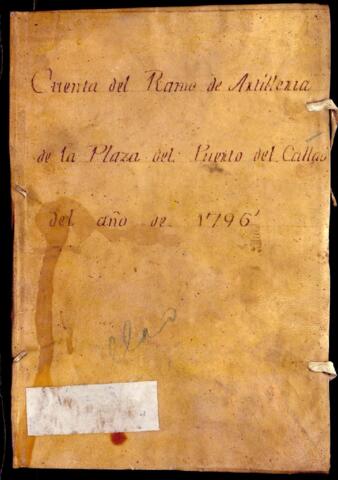 Cuenta del Ramo de Artilleria
de la Plaza del Puerto del Callao
del año de 1796